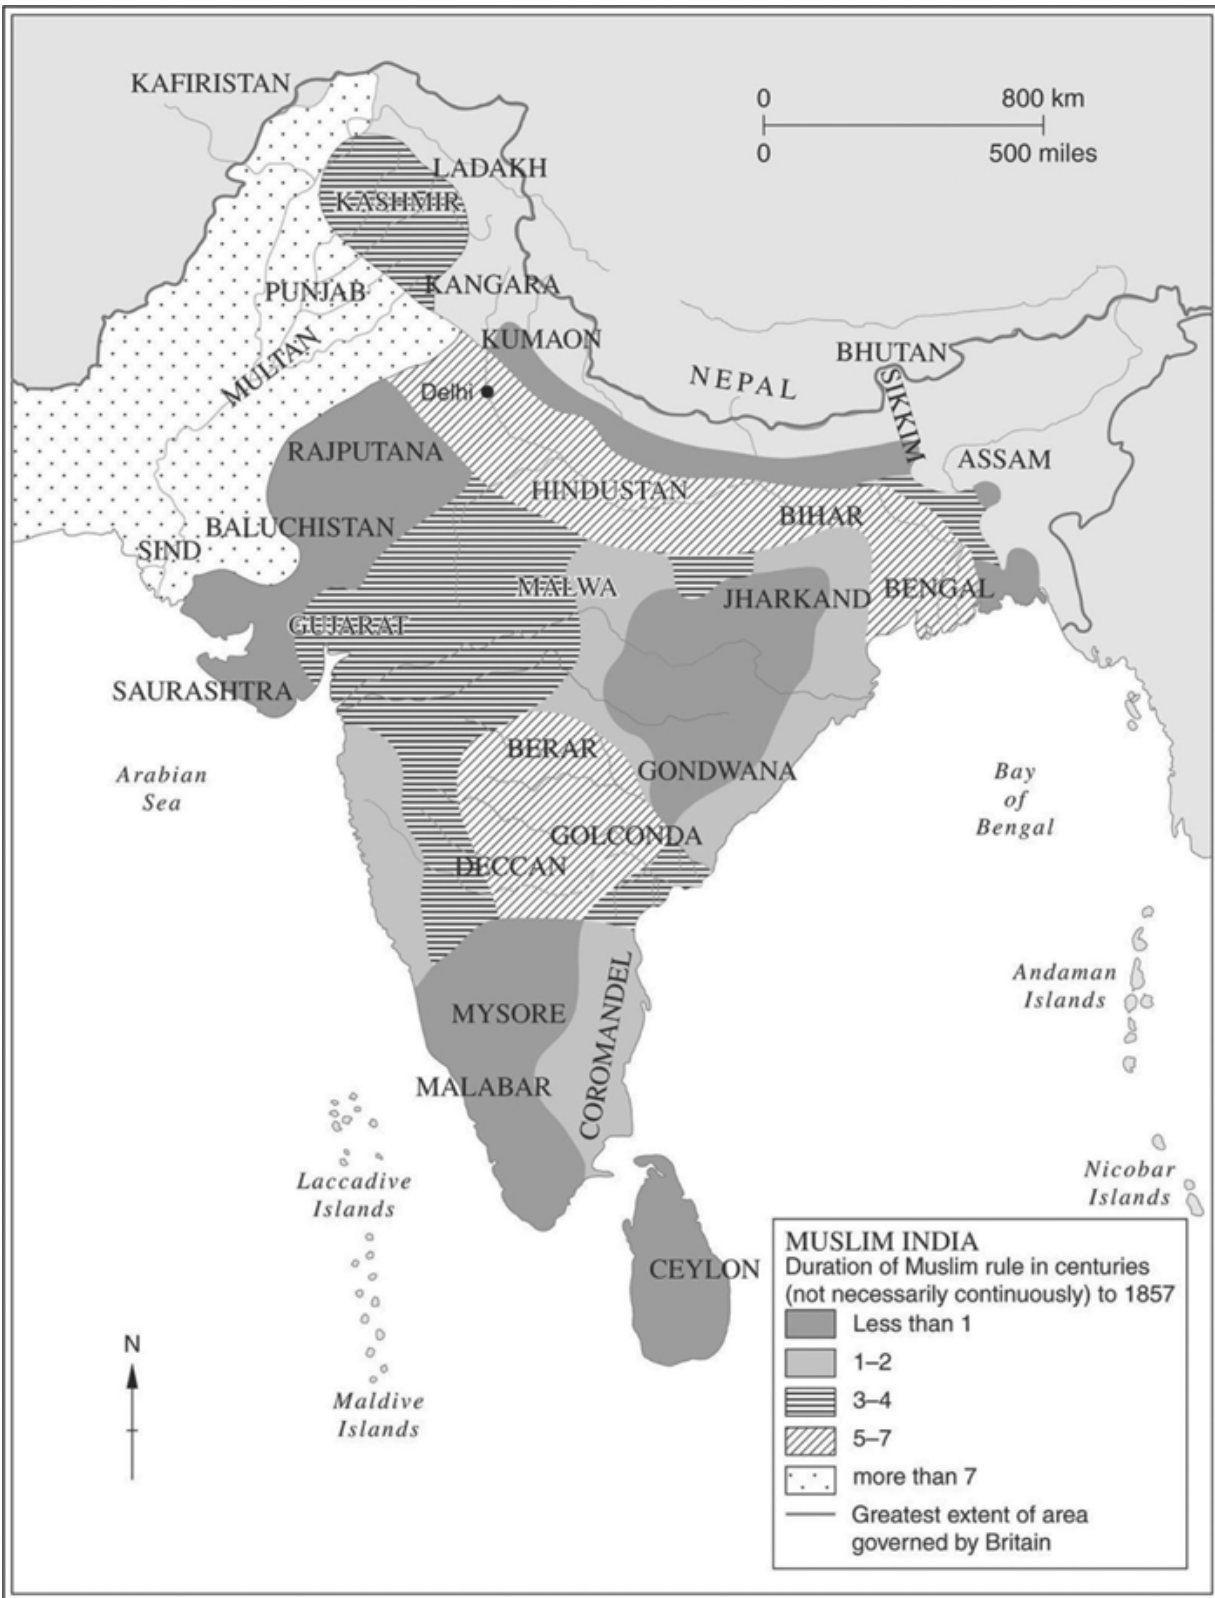 KAFIRISTAN
0 800 km
0 500 miles
LADAKH
KASHMIR
KANGARA
PUNJAB
KUMAON
MULTAN
BHUTAN
NEPAL
SIKKIM
Delhi
RAJPUTANA
ASSAM
HINDUSTAN
BIHAR
BALUCHISTAN
SIND
MALWA
JHARKAND
BENGAL
GUJARAT
SAURASHTRA
BERAR
GONDWANA
Arabian
Sea
Bay
of
Bengal
GOLCONDA
DECCAN
Andaman
Islands
MYSORE
COROMANDEL
MALABAR
Laccadive
Islands
Nicobar
Islands
CEYLON
N
Maldive
Islands
MUSLIM INDIA
Duration of Muslim rule in centuries
(not necessarily continuously) to 1857
Less than 1
1–2
3–4
5–7
more than 7
Greatest extent of area
governed by Britain